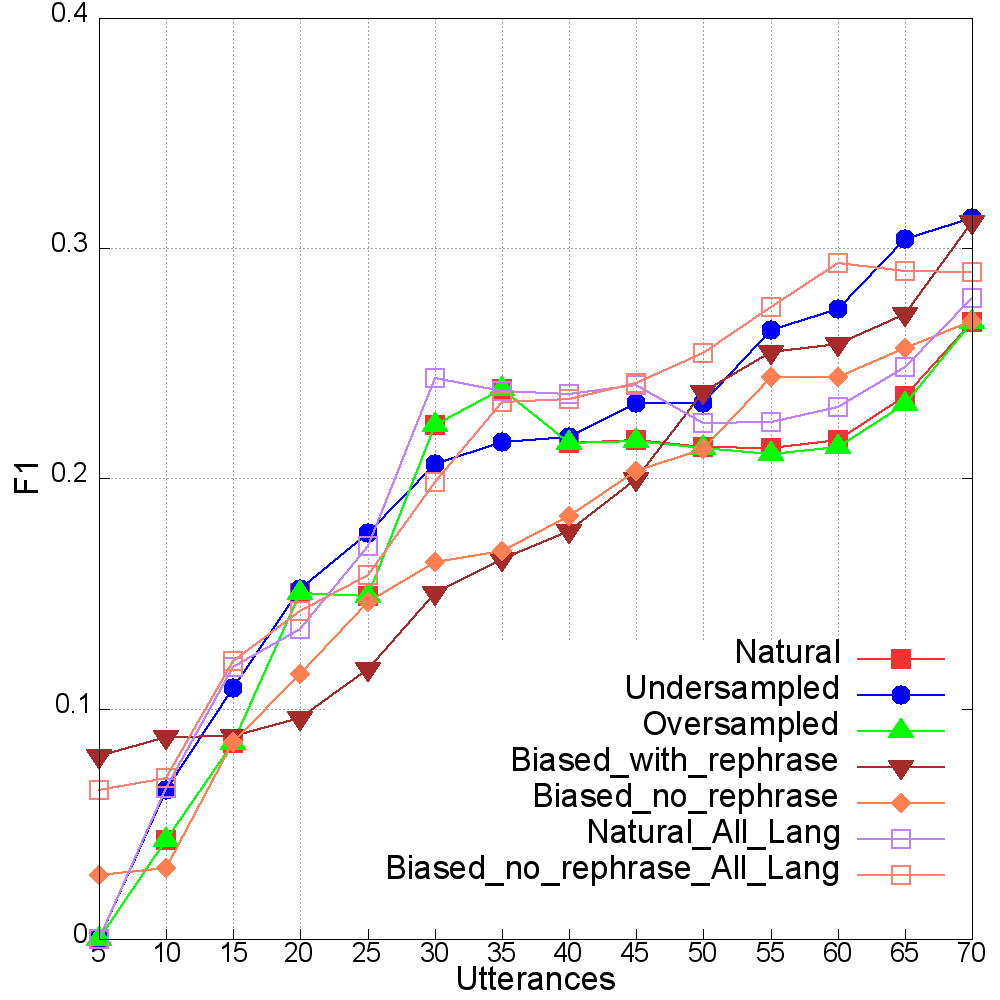 0.4
0.3
0.2
0.1
0
F1
5 10 15 20 25 30 35 40 45 50 55 60 65 70
Utterances
Natural
Undersampled
Oversampled
Biased_with_rephrase
Biased_no_rephrase
Natural_All_Lang
Biased_no_rephrase_All_Lang